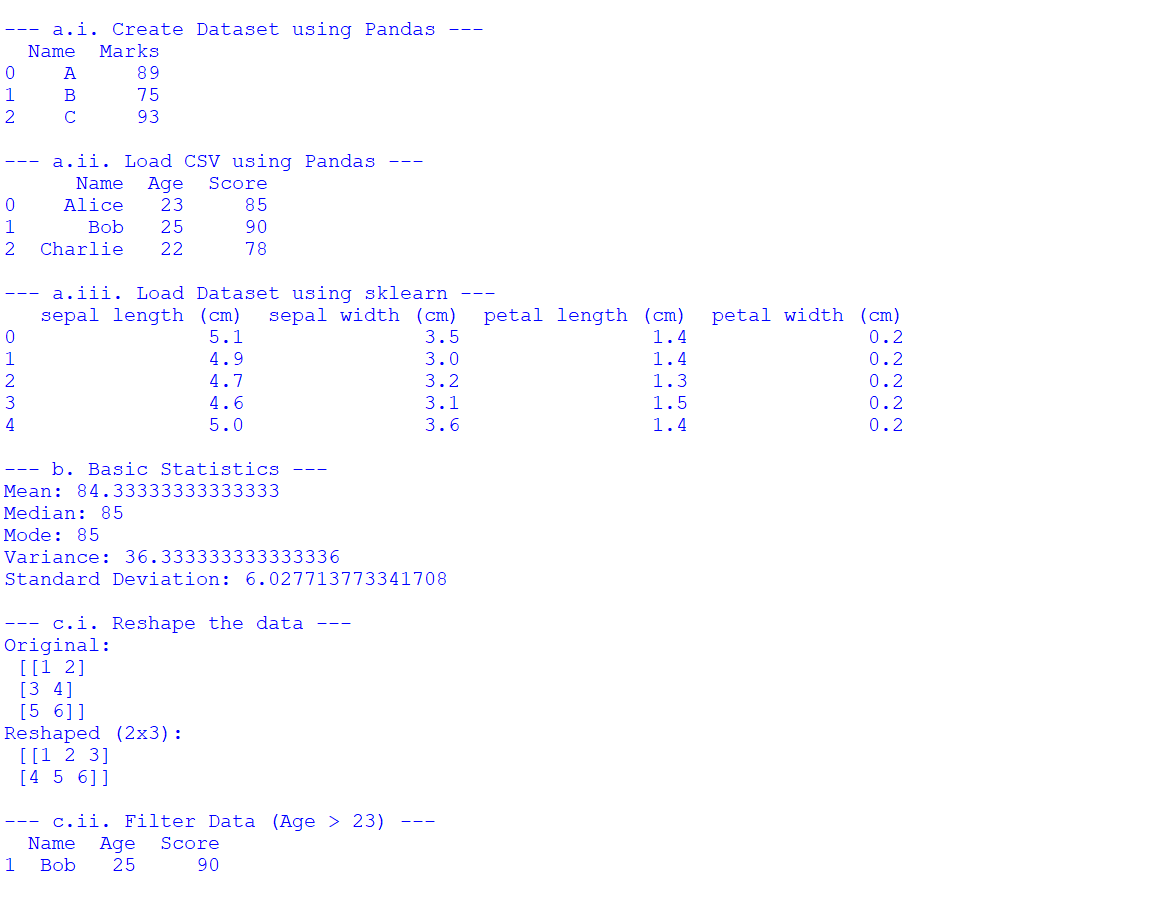 --- a.i. Create Dataset using Pandas ---
  Name  Marks
0    A     89
1    B     75
2    C     93

--- a.ii. Load CSV using Pandas ---
      Name  Age  Score
0    Alice   23     85
1      Bob   25     90
2  Charlie   22     78

--- a.iii. Load Dataset using sklearn ---
   sepal length (cm)  sepal width (cm)  petal length (cm)  petal width (cm)
0                5.1               3.5                1.4               0.2
1                4.9               3.0                1.4               0.2
2                4.7               3.2                1.3               0.2
3                4.6               3.1                1.5               0.2
4                5.0               3.6                1.4               0.2

--- b. Basic Statistics ---
Mean: 84.33333333333333
Median: 85
Mode: 85
Variance: 36.333333333333336
Standard Deviation: 6.027713773341708

--- c.i. Reshape the data ---
Original:
 [[1 2]
 [3 4]
 [5 6]]
Reshaped (2x3):
 [[1 2 3]
 [4 5 6]]

--- c.ii. Filter Data (Age > 23) ---
  Name  Age  Score
1  Bob   25     90